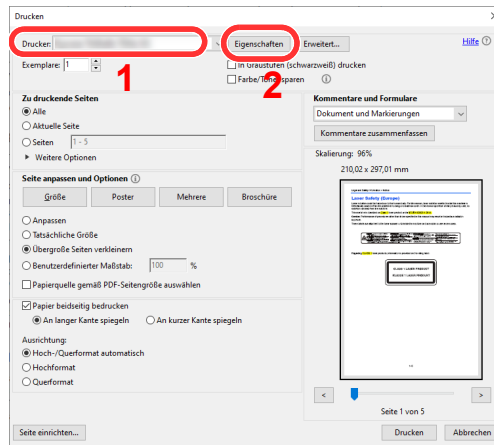 Drucken
Drucker:
Eigenschaften
Erweitert...
Hilfe
Exemplare: 1
In Graustufen (schwarzweiß) drucken
Farbe/Toner sparen
1
2
Zu druckende Seiten
Alle
Aktuelle Seite
Seiten 1 - 5
Weitere Optionen
Seite anpassen und Optionen
Größe Poster Mehrere Broschüre
Anpassen
Tatsächliche Größe
Übergroße Seiten verkleinern
Benutzerdefinierter Maßstab: 100 %
Papierquelle gemäß PDF-Seitengröße auswählen
Papier beidseitig bedrucken
An langer Kante spiegeln An kurzer Kante spiegeln
Ausrichtung:
Hoch-/Querformat automatisch
Hochformat
Querformat
Kommentare und Formulare
Dokument und Markierungen
Kommentare zusammenfassen
Skalierung: 96%
210,02 x 297,01 mm
Laser Safety (Europe)
CLASS 1 LASER PRODUCT
< >
Seite 1 von 5
Seite einrichten... Drucken Abbrechen